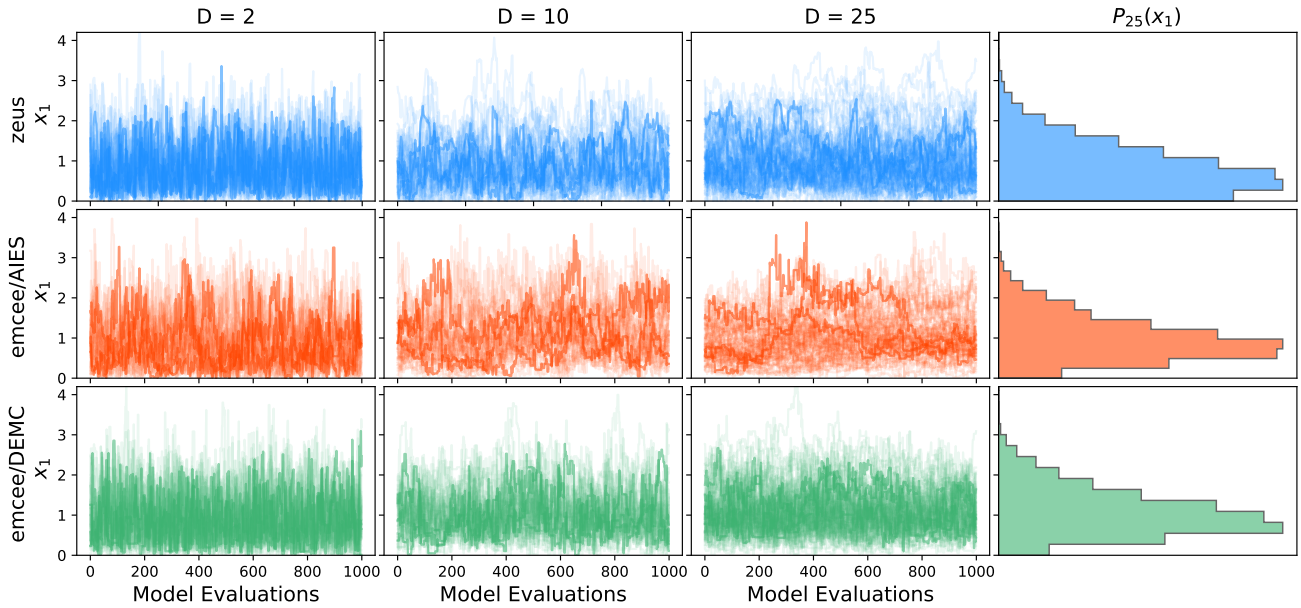 D = 2
D = 10
D = 25
P₂₅(x₁)
zeus
x₁
4
3
2
1
0
emcee/AIES
x₁
4
3
2
1
0
emcee/DEMC
x₁
4
3
2
1
0
0 200 400 600 800 1000
0 200 400 600 800 1000
0 200 400 600 800 1000
Model Evaluations
Model Evaluations
Model Evaluations